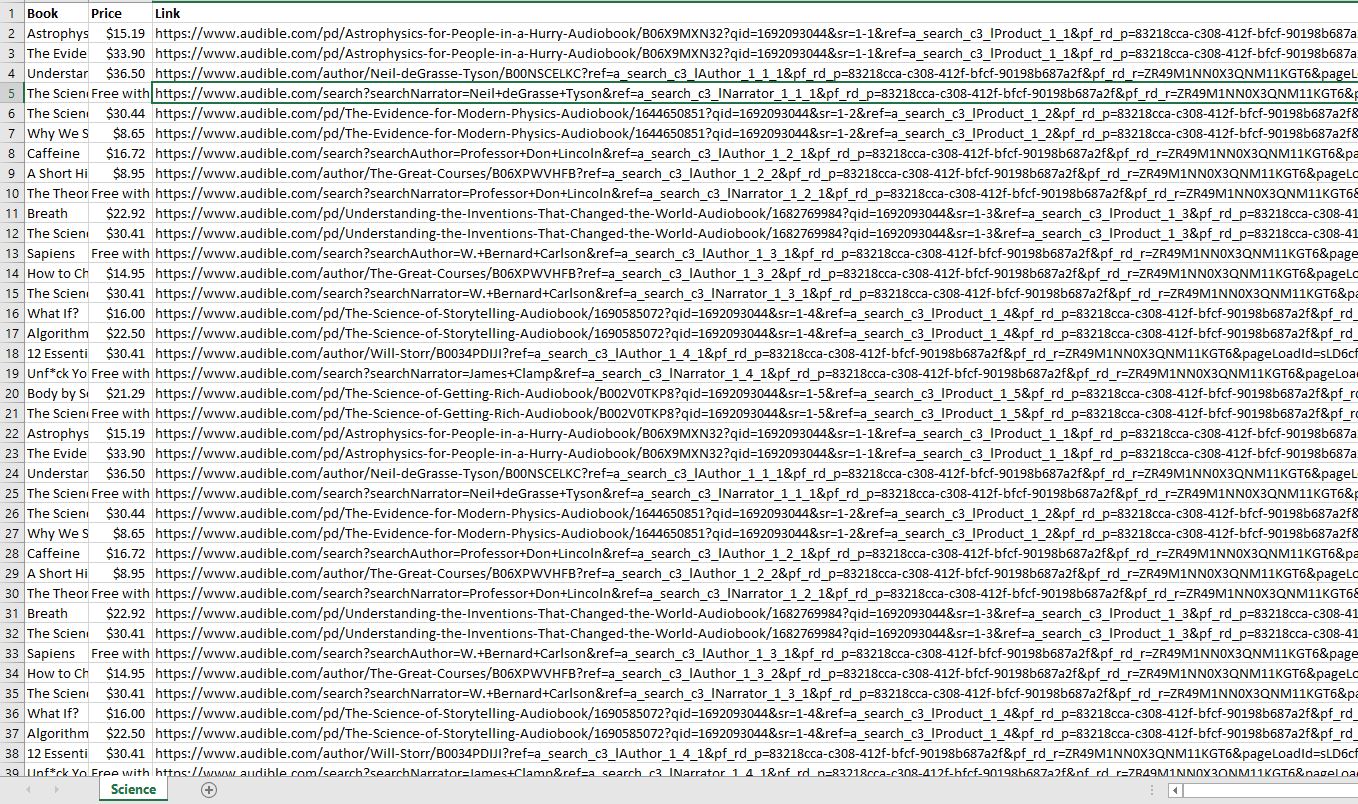 1 Book Price Link
2 Astrophys $15.19 https://www.audible.com/pd/Astrophysics-for-People-in-a-Hurry-Audiobook/B06X9MXN32?qid=1692093044&sr=1-1&ref=a_search_c3_lProduct_1_1&pf_rd_p=83218cca-c308-412f-bfcf-90198b687a
3 The Evide $33.90 https://www.audible.com/pd/Astrophysics-for-People-in-a-Hurry-Audiobook/B06X9MXN32?qid=1692093044&sr=1-1&ref=a_search_c3_lProduct_1_1&pf_rd_p=83218cca-c308-412f-bfcf-90198b687a
4 Understar $36.50 https://www.audible.com/author/Neil-deGrasse-Tyson/B00NSCELKC?ref=a_search_c3_lAuthor_1_1_1&pf_rd_p=83218cca-c308-412f-bfcf-90198b687a2f&pf_rd_r=ZR49M1NN0X3QNM11KGT6&pageL
5 The Scien Free with https://www.audible.com/search?searchNarrator=Neil+deGrasse+Tyson&ref=a_search_c3_lNarrator_1_1_1&pf_rd_p=83218cca-c308-412f-bfcf-90198b687a2f&pf_rd_r=ZR49M1NN0X3QNM11KGT6&p
6 The Scien $30.44 https://www.audible.com/pd/The-Evidence-for-Modern-Physics-Audiobook/1644650851?qid=1692093044&sr=1-2&ref=a_search_c3_lProduct_1_2&pf_rd_p=83218cca-c308-412f-bfcf-90198b687a2f&
7 Why We S $8.65 https://www.audible.com/pd/The-Evidence-for-Modern-Physics-Audiobook/1644650851?qid=1692093044&sr=1-2&ref=a_search_c3_lProduct_1_2&pf_rd_p=83218cca-c308-412f-bfcf-90198b687a2f&
8 Caffeine $16.72 https://www.audible.com/search?searchAuthor=Professor+Don+Lincoln&ref=a_search_c3_lAuthor_1_2_1&pf_rd_p=83218cca-c308-412f-bfcf-90198b687a2f&pf_rd_r=ZR49M1NN0X3QNM11KGT6&pa
9 A Short Hi $8.95 https://www.audible.com/author/The-Great-Courses/B06XPWVHFB?ref=a_search_c3_lAuthor_1_2_2&pf_rd_p=83218cca-c308-412f-bfcf-90198b687a2f&pf_rd_r=ZR49M1NN0X3QNM11KGT6&pageLo
10 The Theor Free with https://www.audible.com/search?searchNarrator=Professor+Don+Lincoln&ref=a_search_c3_lNarrator_1_2_1&pf_rd_p=83218cca-c308-412f-bfcf-90198b687a2f&pf_rd_r=ZR49M1NN0X3QNM11KGT6&
11 Breath $22.92 https://www.audible.com/pd/Understanding-the-Inventions-That-Changed-the-World-Audiobook/1682769984?qid=1692093044&sr=1-3&ref=a_search_c3_lProduct_1_3&pf_rd_p=83218cca-c308-41
12 The Scien $30.41 https://www.audible.com/pd/Understanding-the-Inventions-That-Changed-the-World-Audiobook/1682769984?qid=1692093044&sr=1-3&ref=a_search_c3_lProduct_1_3&pf_rd_p=83218cca-c308-41
13 Sapiens Free with https://www.audible.com/search?searchAuthor=W.+Bernard+Carlson&ref=a_search_c3_lAuthor_1_3_1&pf_rd_p=83218cca-c308-412f-bfcf-90198b687a2f&pf_rd_r=ZR49M1NN0X3QNM11KGT6&page
14 How to Ch $14.95 https://www.audible.com/author/The-Great-Courses/B06XPWVHFB?ref=a_search_c3_lAuthor_1_3_2&pf_rd_p=83218cca-c308-412f-bfcf-90198b687a2f&pf_rd_r=ZR49M1NN0X3QNM11KGT6&pageLo
15 The Scien $30.41 https://www.audible.com/search?searchNarrator=W.+Bernard+Carlson&ref=a_search_c3_lNarrator_1_3_1&pf_rd_p=83218cca-c308-412f-bfcf-90198b687a2f&pf_rd_r=ZR49M1NN0X3QNM11KGT6&pa
16 What If? $16.00 https://www.audible.com/pd/The-Science-of-Storytelling-Audiobook/1690585072?qid=1692093044&sr=1-4&ref=a_search_c3_lProduct_1_4&pf_rd_p=83218cca-c308-412f-bfcf-90198b687a2f&pf_rd_
17 Algorithm $22.50 https://www.audible.com/pd/The-Science-of-Storytelling-Audiobook/1690585072?qid=1692093044&sr=1-4&ref=a_search_c3_lProduct_1_4&pf_rd_p=83218cca-c308-412f-bfcf-90198b687a2f&pf_rd_
18 12 Essenti $30.41 https://www.audible.com/author/Will-Storr/B0034PDIJI?ref=a_search_c3_lAuthor_1_4_1&pf_rd_p=83218cca-c308-412f-bfcf-90198b687a2f&pf_rd_r=ZR49M1NN0X3QNM11KGT6&pageLoadId=sLD6cf
19 Unf*ck Yo Free with https://www.audible.com/search?searchNarrator=James+Clamp&ref=a_search_c3_lNarrator_1_4_1&pf_rd_p=83218cca-c308-412f-bfcf-90198b687a2f&pf_rd_r=ZR49M1NN0X3QNM11KGT6&pageLoa
20 Body by S $21.29 https://www.audible.com/pd/The-Science-of-Getting-Rich-Audiobook/B002V0TKP8?qid=1692093044&sr=1-5&ref=a_search_c3_lProduct_1_5&pf_rd_p=83218cca-c308-412f-bfcf-90198b687a2f&pf_rd
21 The Scien Free with https://www.audible.com/pd/The-Science-of-Getting-Rich-Audiobook/B002V0TKP8?qid=1692093044&sr=1-5&ref=a_search_c3_lProduct_1_5&pf_rd_p=83218cca-c308-412f-bfcf-90198b687a2f&pf_rd
22 Astrophys $15.19 https://www.audible.com/pd/Astrophysics-for-People-in-a-Hurry-Audiobook/B06X9MXN32?qid=1692093044&sr=1-1&ref=a_search_c3_lProduct_1_1&pf_rd_p=83218cca-c308-412f-bfcf-90198b687a
23 The Evide $33.90 https://www.audible.com/pd/Astrophysics-for-People-in-a-Hurry-Audiobook/B06X9MXN32?qid=1692093044&sr=1-1&ref=a_search_c3_lProduct_1_1&pf_rd_p=83218cca-c308-412f-bfcf-90198b687a
24 Understar $36.50 https://www.audible.com/author/Neil-deGrasse-Tyson/B00NSCELKC?ref=a_search_c3_lAuthor_1_1_1&pf_rd_p=83218cca-c308-412f-bfcf-90198b687a2f&pf_rd_r=ZR49M1NN0X3QNM11KGT6&pageL
25 The Scien Free with https://www.audible.com/search?searchNarrator=Neil+deGrasse+Tyson&ref=a_search_c3_lNarrator_1_1_1&pf_rd_p=83218cca-c308-412f-bfcf-90198b687a2f&pf_rd_r=ZR49M1NN0X3QNM11KGT6&p
26 The Scien $30.44 https://www.audible.com/pd/The-Evidence-for-Modern-Physics-Audiobook/1644650851?qid=1692093044&sr=1-2&ref=a_search_c3_lProduct_1_2&pf_rd_p=83218cca-c308-412f-bfcf-90198b687a2f&
27 Why We S $8.65 https://www.audible.com/pd/The-Evidence-for-Modern-Physics-Audiobook/1644650851?qid=1692093044&sr=1-2&ref=a_search_c3_lProduct_1_2&pf_rd_p=83218cca-c308-412f-bfcf-90198b687a2f&
28 Caffeine $16.72 https://www.audible.com/search?searchAuthor=Professor+Don+Lincoln&ref=a_search_c3_lAuthor_1_2_1&pf_rd_p=83218cca-c308-412f-bfcf-90198b687a2f&pf_rd_r=ZR49M1NN0X3QNM11KGT6&pa
29 A Short Hi $8.95 https://www.audible.com/author/The-Great-Courses/B06XPWVHFB?ref=a_search_c3_lAuthor_1_2_2&pf_rd_p=83218cca-c308-412f-bfcf-90198b687a2f&pf_rd_r=ZR49M1NN0X3QNM11KGT6&pageLo
30 The Theor Free with https://www.audible.com/search?searchNarrator=Professor+Don+Lincoln&ref=a_search_c3_lNarrator_1_2_1&pf_rd_p=83218cca-c308-412f-bfcf-90198b687a2f&pf_rd_r=ZR49M1NN0X3QNM11KGT6&
31 Breath $22.92 https://www.audible.com/pd/Understanding-the-Inventions-That-Changed-the-World-Audiobook/1682769984?qid=1692093044&sr=1-3&ref=a_search_c3_lProduct_1_3&pf_rd_p=83218cca-c308-41
32 The Scien $30.41 https://www.audible.com/pd/Understanding-the-Inventions-That-Changed-the-World-Audiobook/1682769984?qid=1692093044&sr=1-3&ref=a_search_c3_lProduct_1_3&pf_rd_p=83218cca-c308-41
33 Sapiens Free with https://www.audible.com/search?searchAuthor=W.+Bernard+Carlson&ref=a_search_c3_lAuthor_1_3_1&pf_rd_p=83218cca-c308-412f-bfcf-90198b687a2f&pf_rd_r=ZR49M1NN0X3QNM11KGT6&page
34 How to Ch $14.95 https://www.audible.com/author/The-Great-Courses/B06XPWVHFB?ref=a_search_c3_lAuthor_1_3_2&pf_rd_p=83218cca-c308-412f-bfcf-90198b687a2f&pf_rd_r=ZR49M1NN0X3QNM11KGT6&pageLo
35 The Scien $30.41 https://www.audible.com/search?searchNarrator=W.+Bernard+Carlson&ref=a_search_c3_lNarrator_1_3_1&pf_rd_p=83218cca-c308-412f-bfcf-90198b687a2f&pf_rd_r=ZR49M1NN0X3QNM11KGT6&pa
36 What If? $16.00 https://www.audible.com/pd/The-Science-of-Storytelling-Audiobook/1690585072?qid=1692093044&sr=1-4&ref=a_search_c3_lProduct_1_4&pf_rd_p=83218cca-c308-412f-bfcf-90198b687a2f&pf_rd_
37 Algorithm $22.50 https://www.audible.com/pd/The-Science-of-Storytelling-Audiobook/1690585072?qid=1692093044&sr=1-4&ref=a_search_c3_lProduct_1_4&pf_rd_p=83218cca-c308-412f-bfcf-90198b687a2f&pf_rd_
38 12 Essenti $30.41 https://www.audible.com/author/Will-Storr/B0034PDIJI?ref=a_search_c3_lAuthor_1_4_1&pf_rd_p=83218cca-c308-412f-bfcf-90198b687a2f&pf_rd_r=ZR49M1NN0X3QNM11KGT6&pageLoadId=sLD6cf
39 Unf*ck Yo Free with https://www.audible.com/search?searchNarrator=James+Clamp&ref=a_search_c3_lNarrator_1_4_1&pf_rd_p=83218cca-c308-412f-bfcf-90198b687a2f&pf_rd_r=ZR49M1NN0X3QNM11KGT6&pageLoa
Science